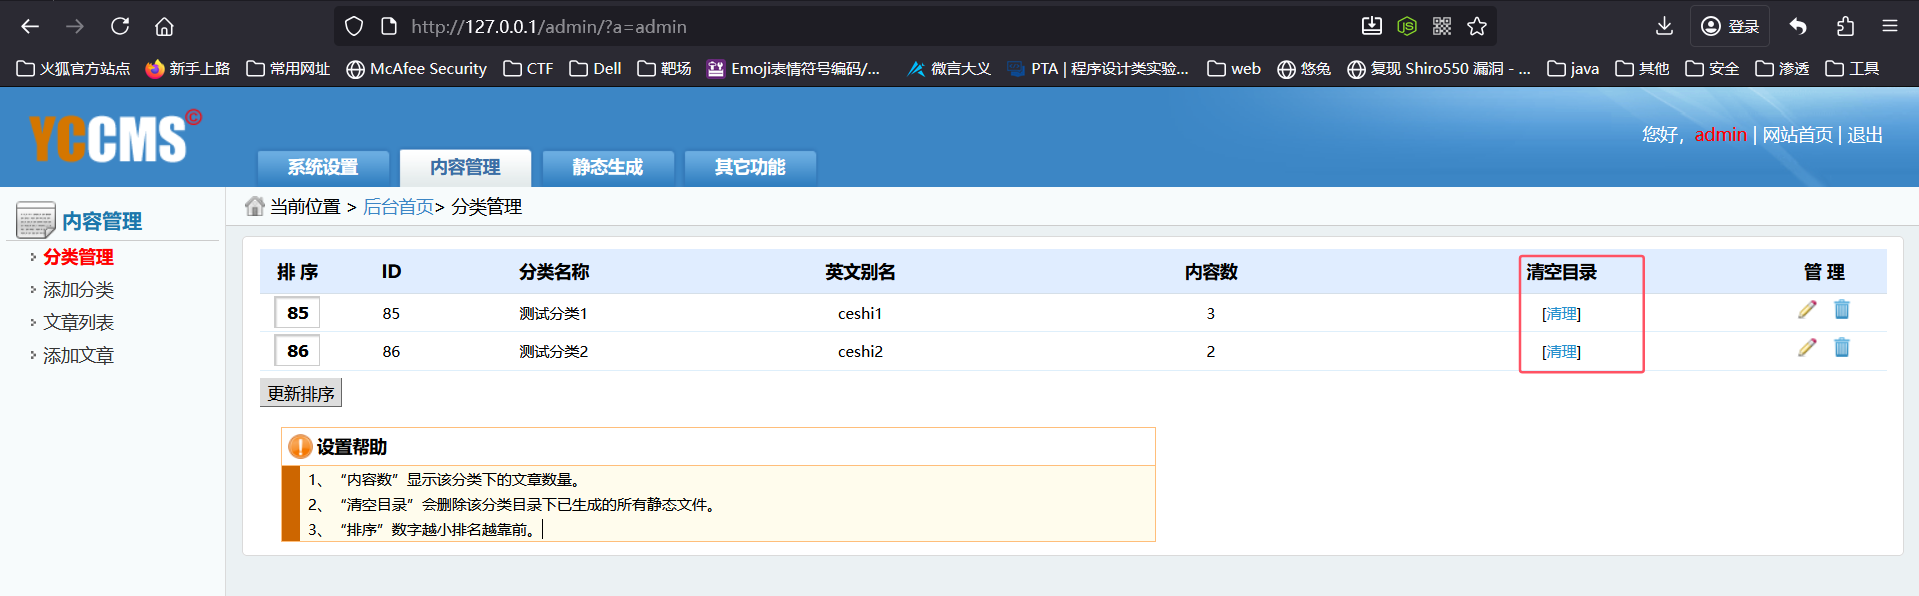 http://127.0.0.1/admin/?a=admin
登录
火狐官方站点 新手上路 常用网址 McAfee Security CTF Dell 靶场 Emoji表情符号编码/... 微言大义 PTA | 程序设计类实验... web 悠兔 复现 Shiro550 漏洞 - ... java 其他 安全 渗透 工具
YCCMS©
您好，admin | 网站首页 | 退出
系统设置 内容管理 静态生成 其它功能
内容管理
分类管理
添加分类
文章列表
添加文章
当前位置 > 后台首页> 分类管理
排 序 ID 分类名称 英文别名 内容数 清空目录 管 理
85 85 测试分类1 ceshi1 3 [清理]
86 86 测试分类2 ceshi2 2 [清理]
更新排序
设置帮助
1、“内容数”显示该分类下的文章数量。
2、“清空目录”会删除该分类目录下已生成的所有静态文件。
3、“排序”数字越小排名越靠前。